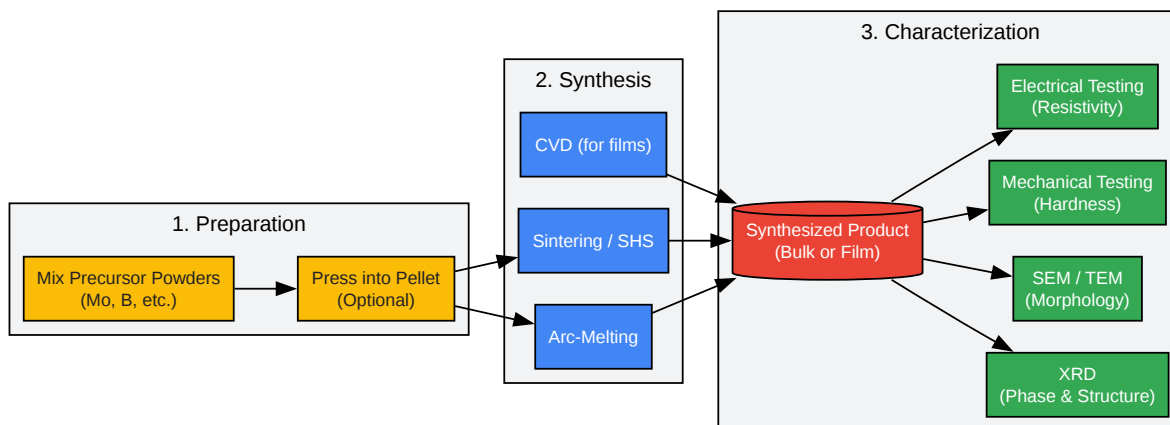 1. Preparation
Mix Precursor Powders
(Mo, B, etc.)
Press into Pellet
(Optional)
2. Synthesis
CVD (for films)
Sintering / SHS
Arc-Melting
3. Characterization
Synthesized Product
(Bulk or Film)
Electrical Testing
(Resistivity)
Mechanical Testing
(Hardness)
SEM / TEM
(Morphology)
XRD
(Phase & Structure)